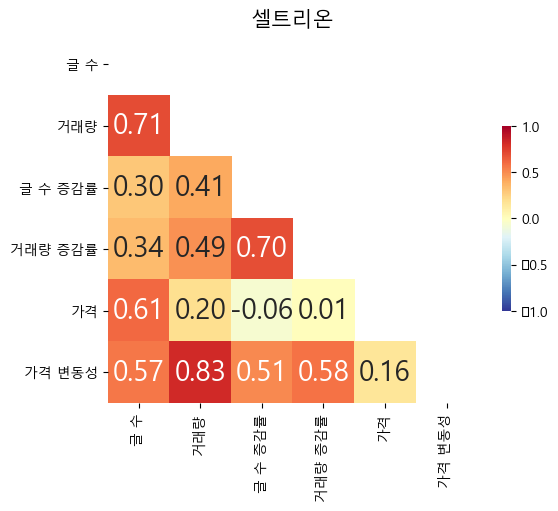 셀트리온
글 수
거래량 0.71
글 수 증감률 0.30 0.41
거래량 증감률 0.34 0.49 0.70
가격 0.61 0.20 -0.06 0.01
가격 변동성 0.57 0.83 0.51 0.58 0.16
글 수 거래량 글 수 증감률 거래량 증감률 가격 가격 변동성
1.0
0.5
0.0
□0.5
□1.0